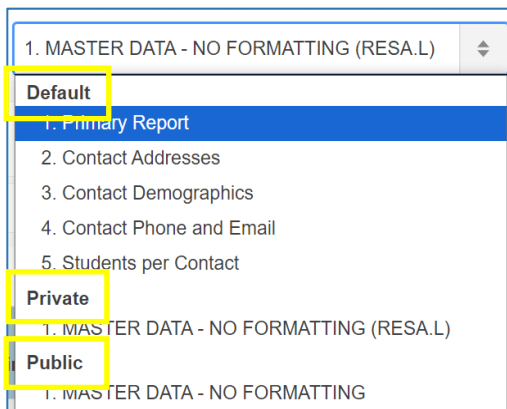 1. MASTER DATA - NO FORMATTING (RESA.L)
Default
1. Primary Report
2. Contact Addresses
3. Contact Demographics
4. Contact Phone and Email
5. Students per Contact
Private
1. MASTER DATA - NO FORMATTING (RESA.L)
Public
1. MASTER DATA - NO FORMATTING